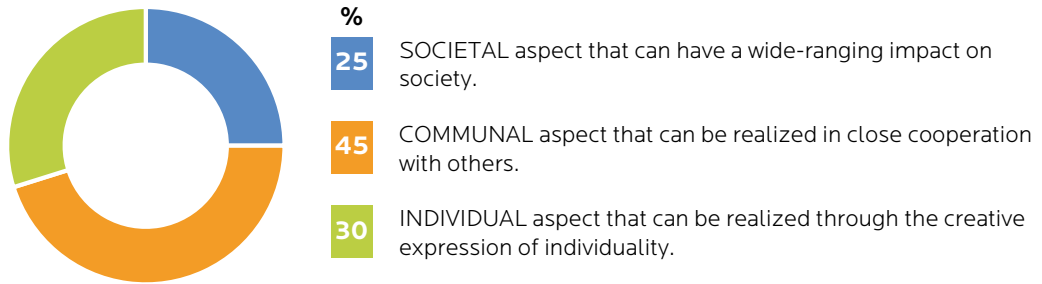 %
25
SOCIETAL aspect that can have a wide-ranging impact on
society.
45
COMMUNAL aspect that can be realized in close cooperation
with others.
30
INDIVIDUAL aspect that can be realized through the creative
expression of individuality.